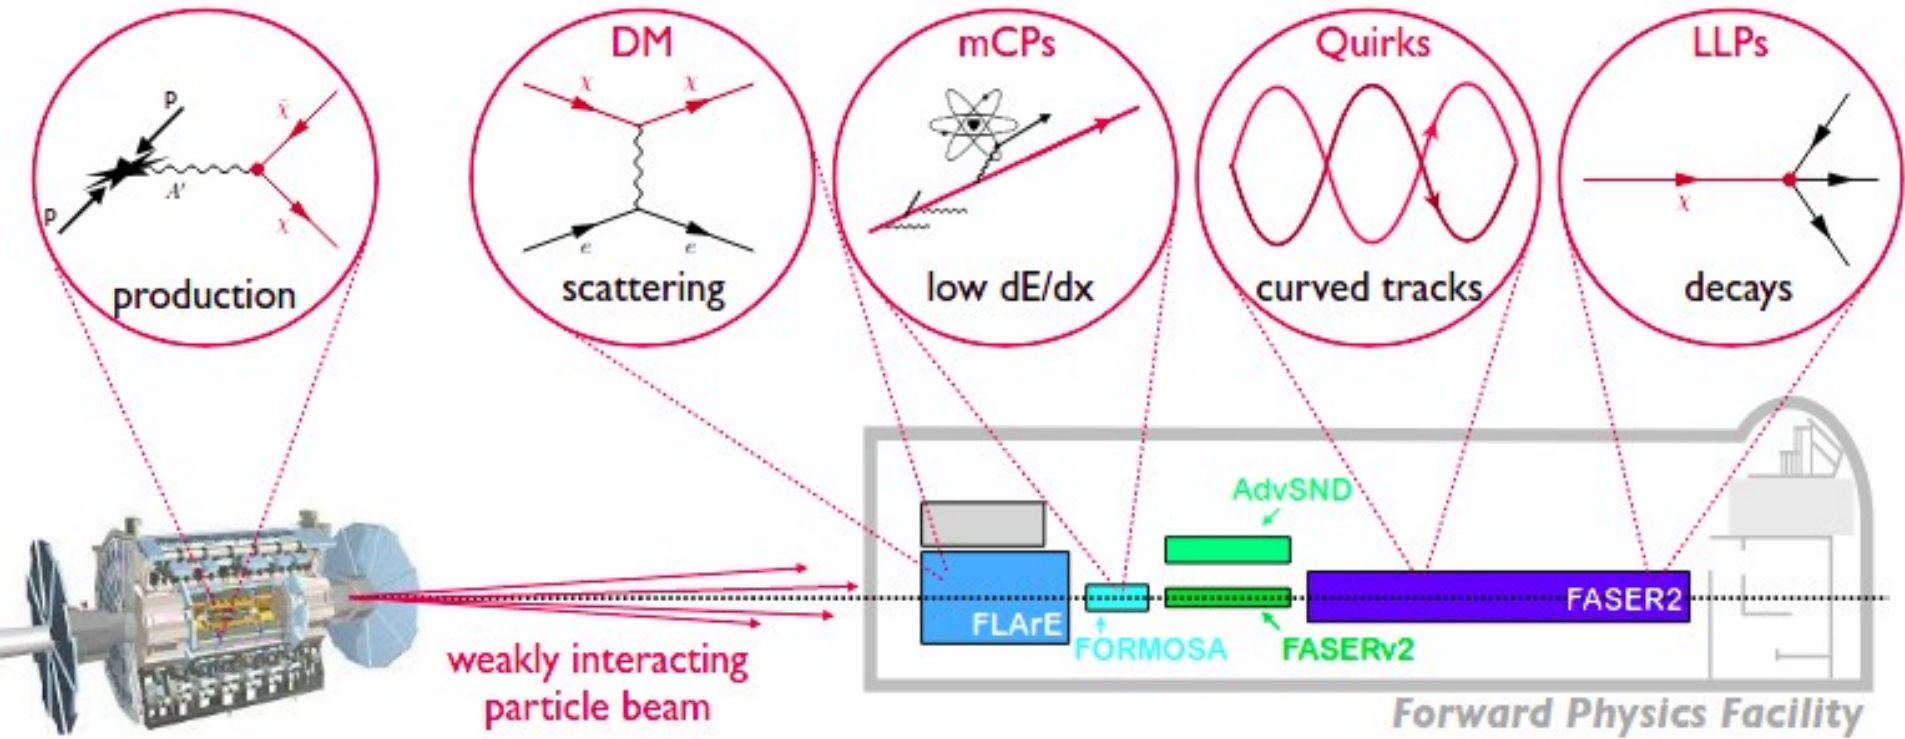 DM
mCPs
Quirks
LLPs
p
p
A'
χ̄
χ
production
χ
χ
e
e
scattering
low dE/dx
curved tracks
χ
decays
AdvSND
FLArE
FORMOSA
FASERv2
FASER2
weakly interacting
particle beam
Forward Physics Facility